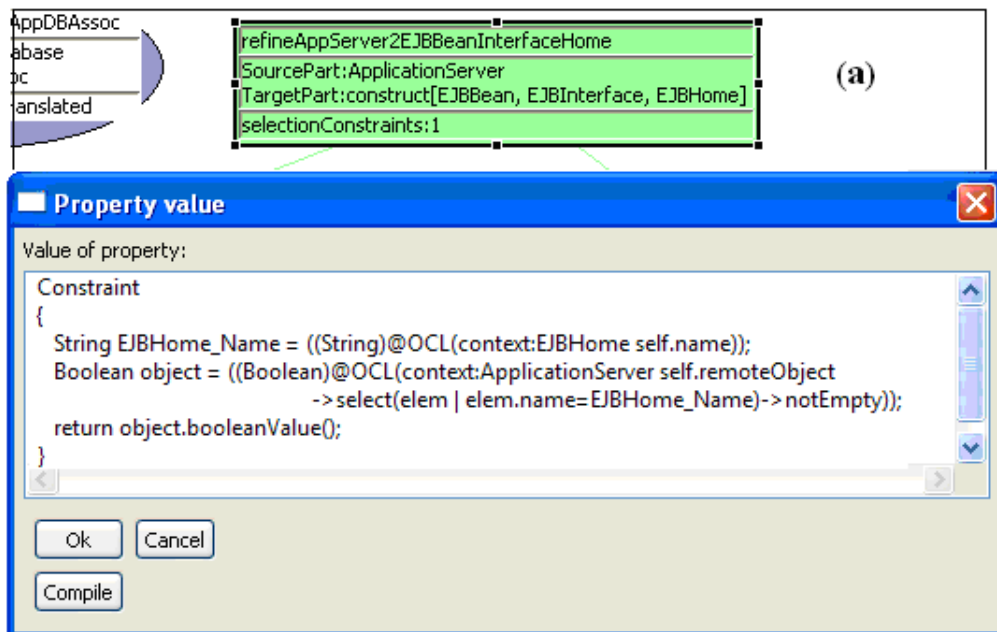 AppDBAssoc
abase
oc
anslated
refineAppServer2EJBBeanInterfaceHome
SourcePart:ApplicationServer
TargetPart:construct[EJBBean, EJBInterface, EJBHome]
selectionConstraints:1
(a)
Property value
Value of property:
Constraint
{
String EJBHome_Name = ((String)@OCL(context:EJBHome self.name));
Boolean object = ((Boolean)@OCL(context:ApplicationServer self.remoteObject
->select(elem | elem.name=EJBHome_Name)->notEmpty));
return object.booleanValue();
}
Ok
Cancel
Compile